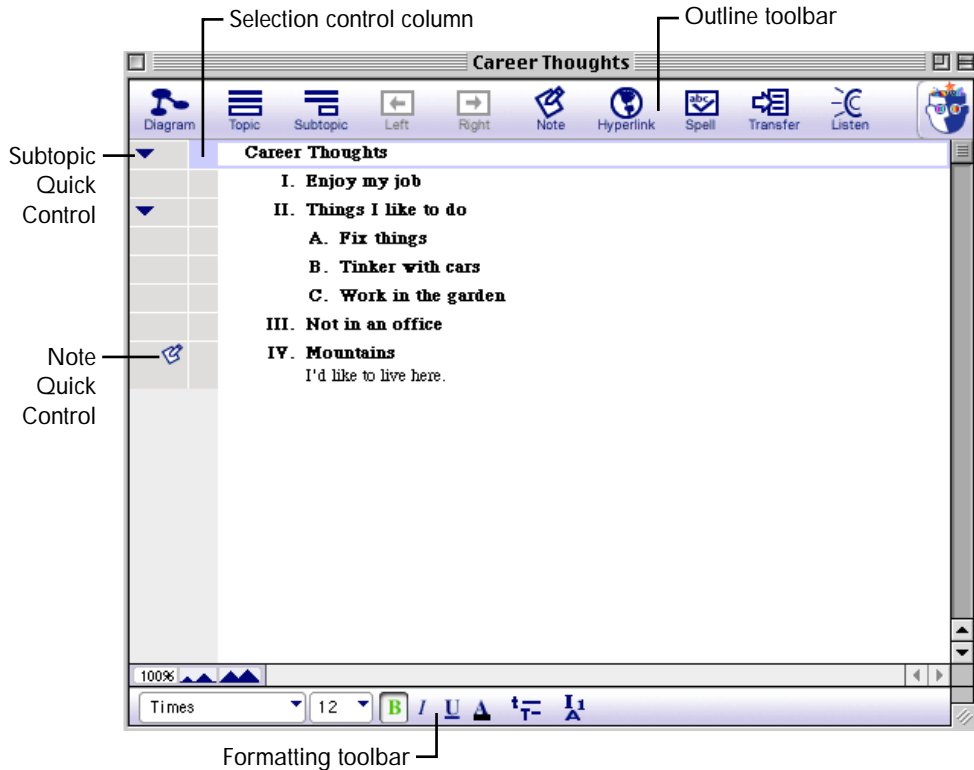 Selection control column
Outline toolbar
Career Thoughts
Diagram Topic Subtopic Left Right Note Hyperlink abc Spell Transfer Listen
Subtopic
Quick
Control
Career Thoughts
I. Enjoy my job
II. Things I like to do
A. Fix things
B. Tinker with cars
C. Work in the garden
III. Not in an office
Note
Quick
Control
IV. Mountains
I'd like to live here.
100%
Times 12 B I U A t T I 1 A
Formatting toolbar